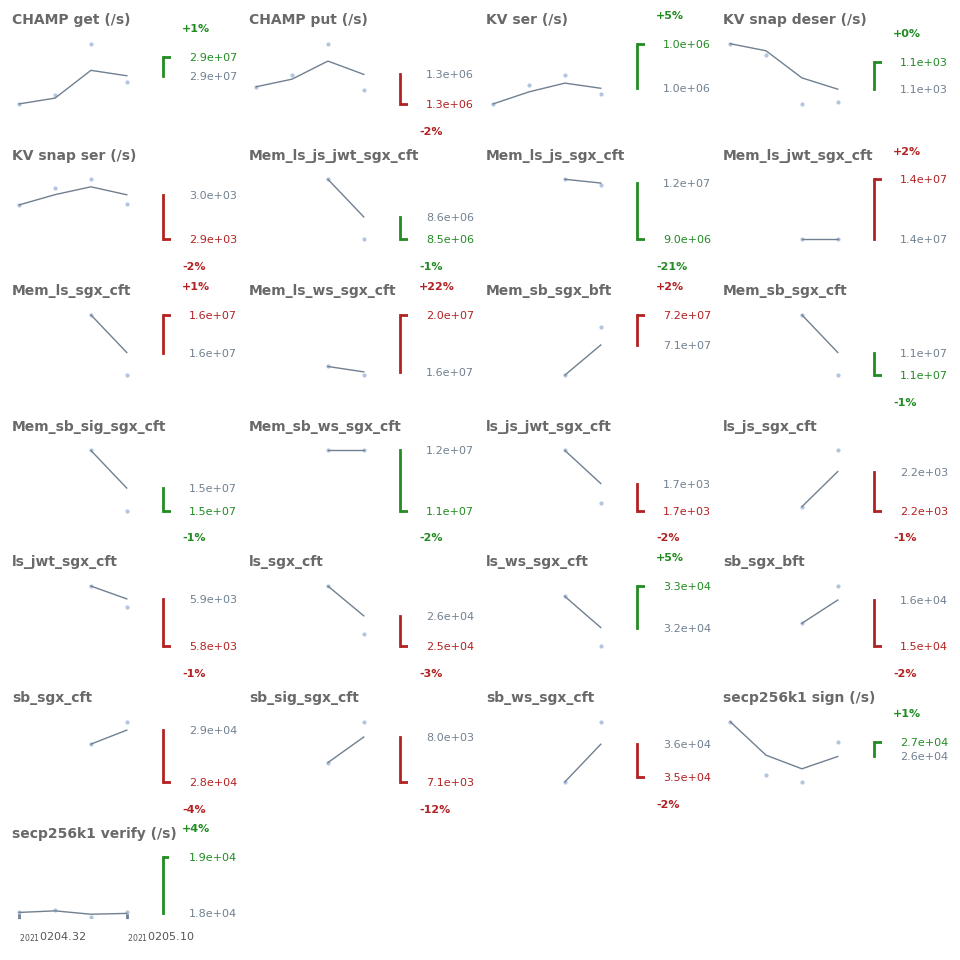 CHAMP get (/s)
+1%
2.9e+07
2.9e+07
CHAMP put (/s)
1.3e+06
1.3e+06
-2%
KV ser (/s)
+5%
1.0e+06
1.0e+06
KV snap deser (/s)
+0%
1.1e+03
1.1e+03
KV snap ser (/s)
3.0e+03
2.9e+03
-2%
Mem_ls_js_jwt_sgx_cft
8.6e+06
8.5e+06
-1%
Mem_ls_js_sgx_cft
1.2e+07
9.0e+06
-21%
Mem_ls_jwt_sgx_cft
+2%
1.4e+07
1.4e+07
Mem_ls_sgx_cft
+1%
1.6e+07
1.6e+07
Mem_ls_ws_sgx_cft
+22%
2.0e+07
1.6e+07
Mem_sb_sgx_bft
+2%
7.2e+07
7.1e+07
Mem_sb_sgx_cft
1.1e+07
1.1e+07
-1%
Mem_sb_sig_sgx_cft
1.5e+07
1.5e+07
-1%
Mem_sb_ws_sgx_cft
1.2e+07
1.1e+07
-2%
ls_js_jwt_sgx_cft
1.7e+03
1.7e+03
-2%
ls_js_sgx_cft
2.2e+03
2.2e+03
-1%
ls_jwt_sgx_cft
5.9e+03
5.8e+03
-1%
ls_sgx_cft
2.6e+04
2.5e+04
-3%
ls_ws_sgx_cft
+5%
3.3e+04
3.2e+04
sb_sgx_bft
1.6e+04
1.5e+04
-2%
sb_sgx_cft
2.9e+04
2.8e+04
-4%
sb_sig_sgx_cft
8.0e+03
7.1e+03
-12%
sb_ws_sgx_cft
3.6e+04
3.5e+04
-2%
secp256k1 sign (/s)
+1%
2.7e+04
2.6e+04
secp256k1 verify (/s)
+4%
1.9e+04
1.8e+04
20210204.32
20210205.10